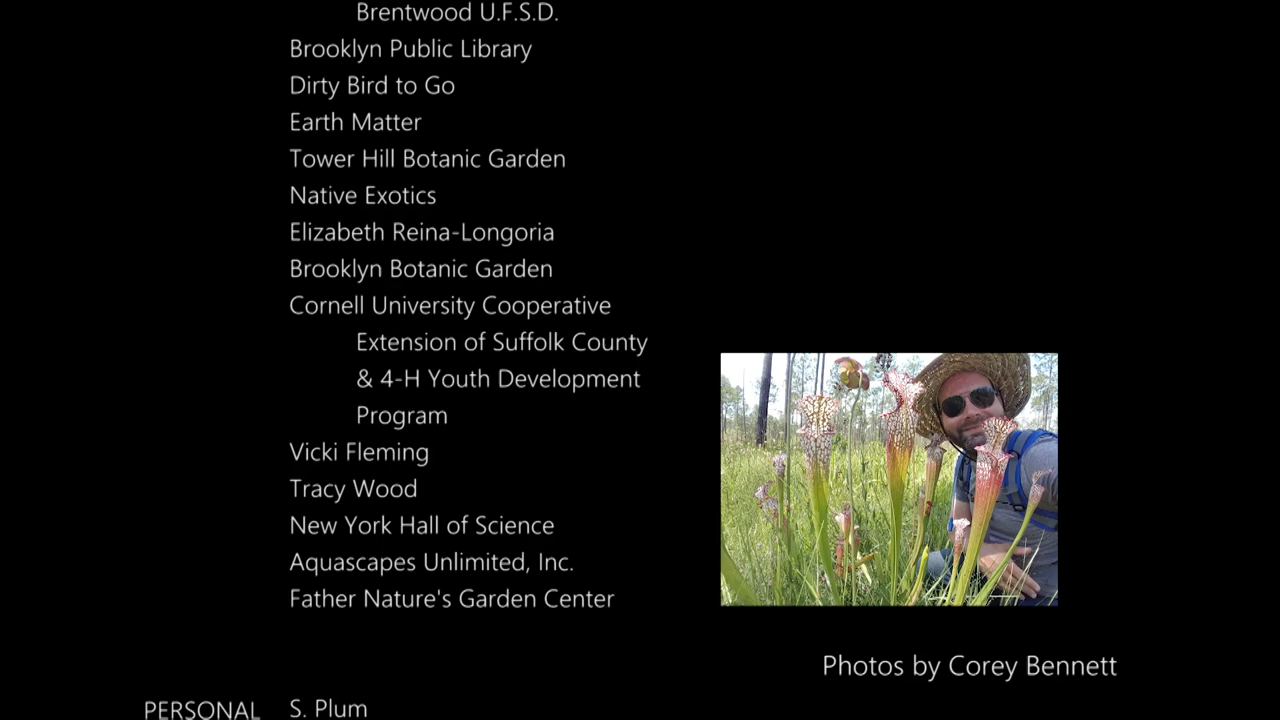 Brentwood U.F.S.D.
Brooklyn Public Library
Dirty Bird to Go
Earth Matter
Tower Hill Botanic Garden
Native Exotics
Elizabeth Reina-Longoria
Brooklyn Botanic Garden
Cornell University Cooperative
Extension of Suffolk County
& 4-H Youth Development
Program
Vicki Fleming
Tracy Wood
New York Hall of Science
Aquascapes Unlimited, Inc.
Father Nature's Garden Center
Photos by Corey Bennett
PERSONAL S. Plum